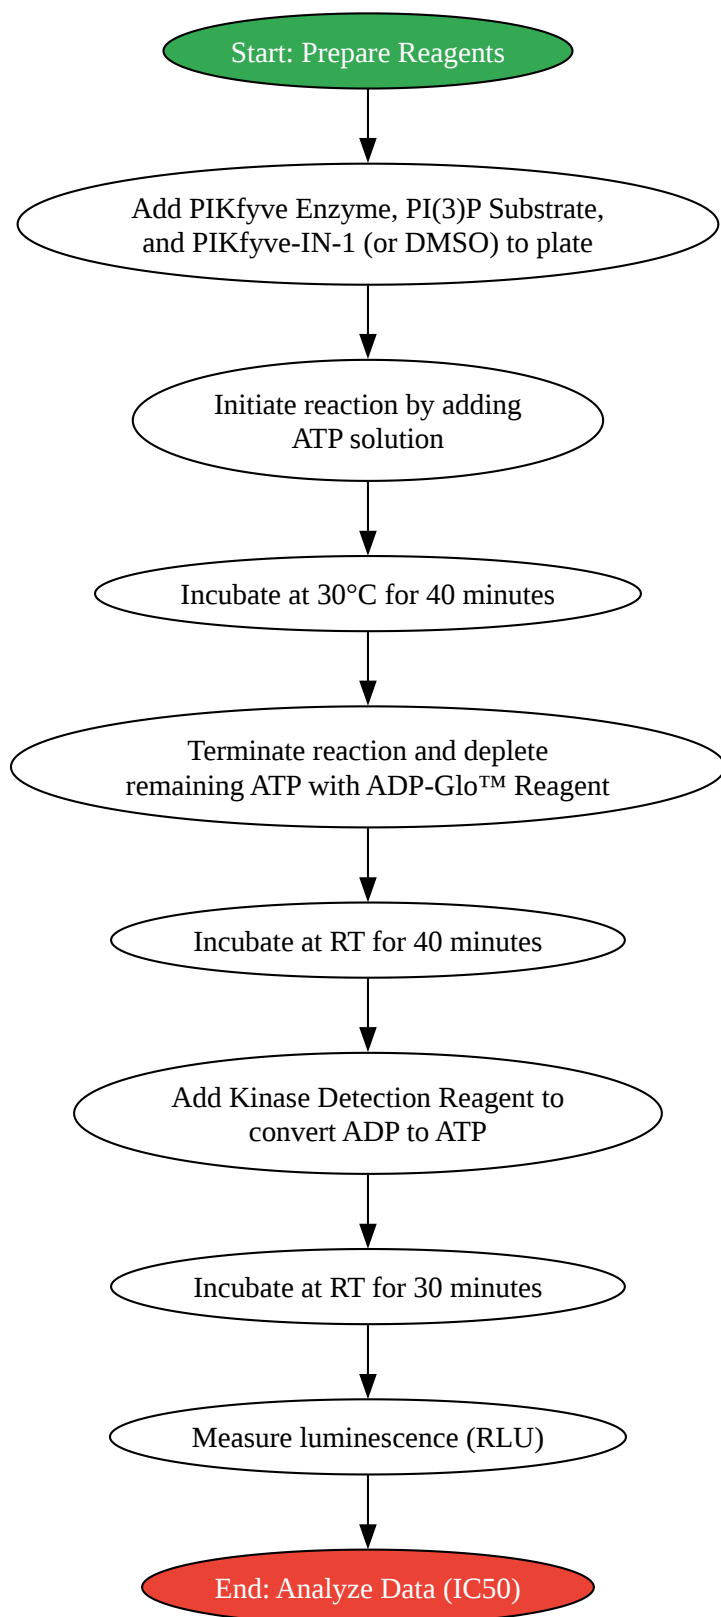 Start: Prepare Reagents
Add PIKfyve Enzyme, PI(3)P Substrate,
and PIKfyve-IN-1 (or DMSO) to plate
Initiate reaction by adding
ATP solution
Incubate at 30°C for 40 minutes
Terminate reaction and deplete
remaining ATP with ADP-Glo™ Reagent
Incubate at RT for 40 minutes
Add Kinase Detection Reagent to
convert ADP to ATP
Incubate at RT for 30 minutes
Measure luminescence (RLU)
End: Analyze Data (IC50)